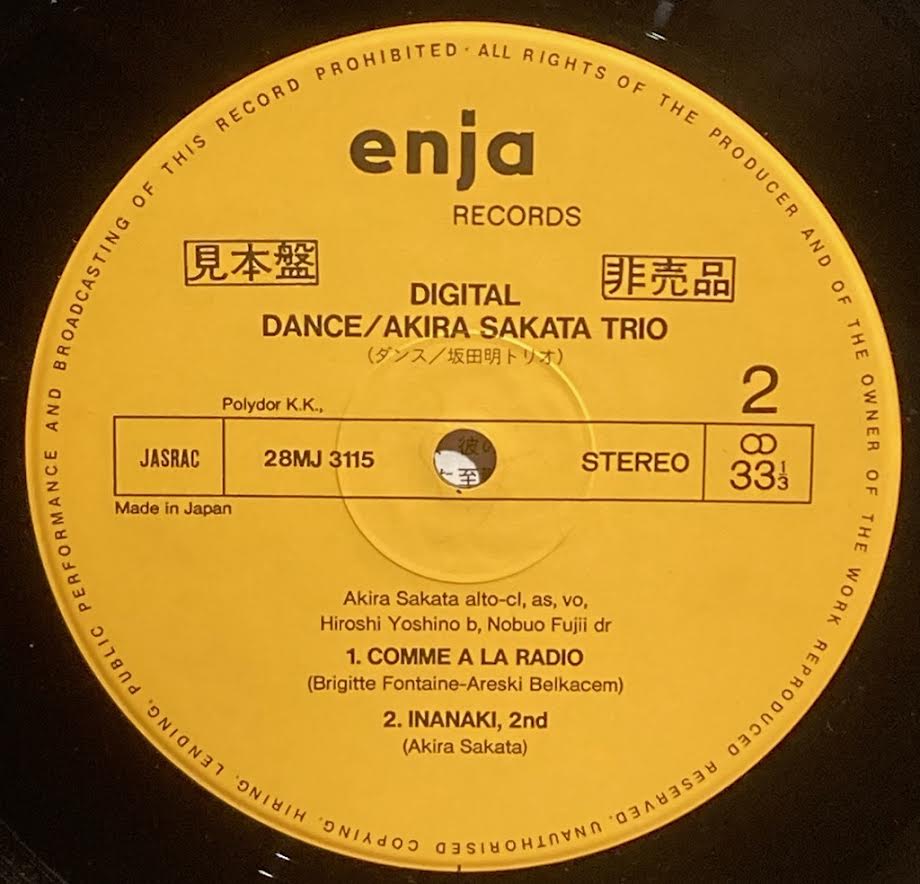 PUBLIC PERFORMANCE AND BROADCASTING OF THIS RECORD PROHIBITED · ALL RIGHTS OF THE PRODUCER AND OF THE OWNER OF THE WORK REPRODUCED RESERVED. UNAUTHORISED COPYING, HIRING, LENDING,
enja
RECORDS
見本盤
非売品
DIGITAL
DANCE/AKIRA SAKATA TRIO
(ダンス/坂田明トリオ)
2
Polydor K.K.,
JASRAC 28MJ 3115 STEREO ꝏ 33⅓
Made in Japan
Akira Sakata alto-cl, as, vo,
Hiroshi Yoshino b, Nobuo Fujii dr
1. COMME A LA RADIO
(Brigitte Fontaine-Areski Belkacem)
2. INANAKI, 2nd
(Akira Sakata)